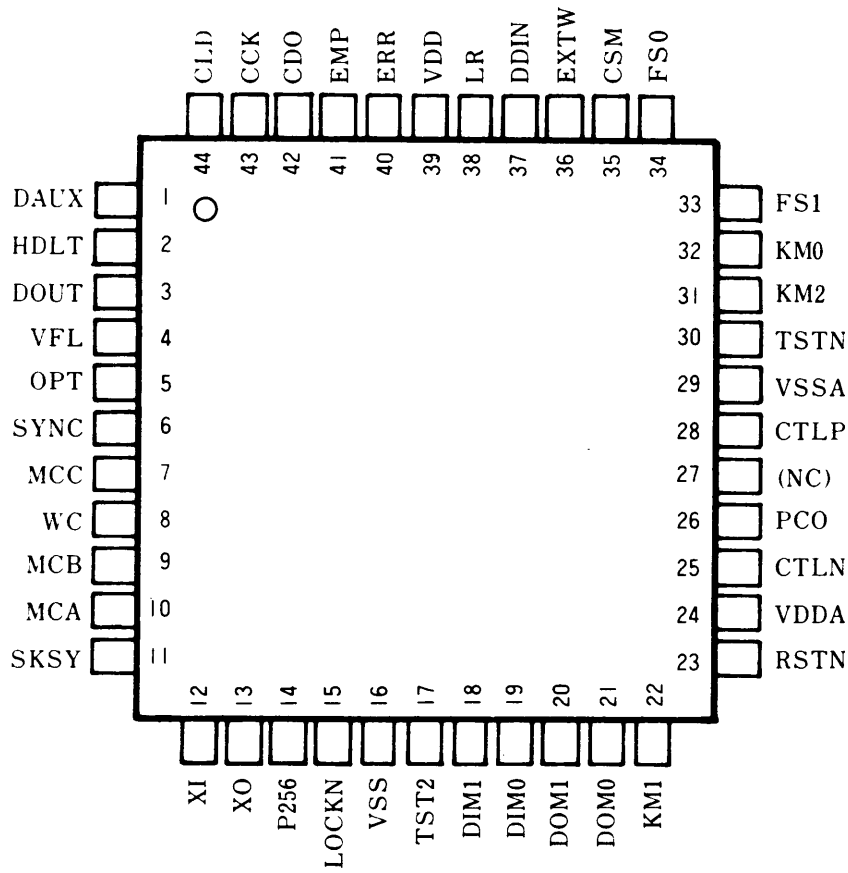 CLD CCK CDO EMP ERR VDD LR DDIN EXTW CSM FS0
44 43 42 41 40 39 38 37 36 35 34
DAUX 1 33 FS1
HDLT 2 32 KM0
DOUT 3 31 KM2
VFL 4 30 TSTN
OPT 5 29 VSSA
SYNC 6 28 CTLP
MCC 7 27 (NC)
WC 8 26 PCO
MCB 9 25 CTLN
MCA 10 24 VDDA
SKSY 11 23 RSTN
12 13 14 15 16 17 18 19 20 21 22
XI XO P256 LOCKN VSS TST2 DIM1 DIM0 DOM1 DOM0 KM1